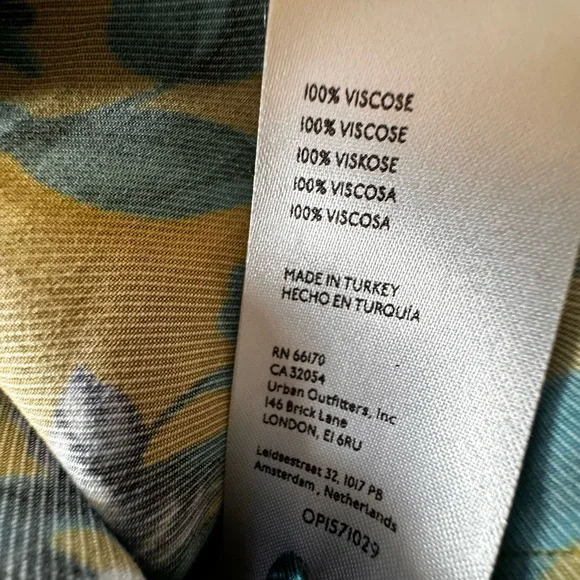 100% VISCOSE
100% VISCOSE
100% VISKOSE
100% VISCOSA
100% VISCOSA
MADE IN TURKEY
HECHO EN TURQUÍA
RN 66170
CA 32054
Urban Outfitters, Inc
146 Brick Lane
LONDON, E1 6RU
Leidsestraat 32, 1017 PB
Amsterdam, Netherlands
OP1571029